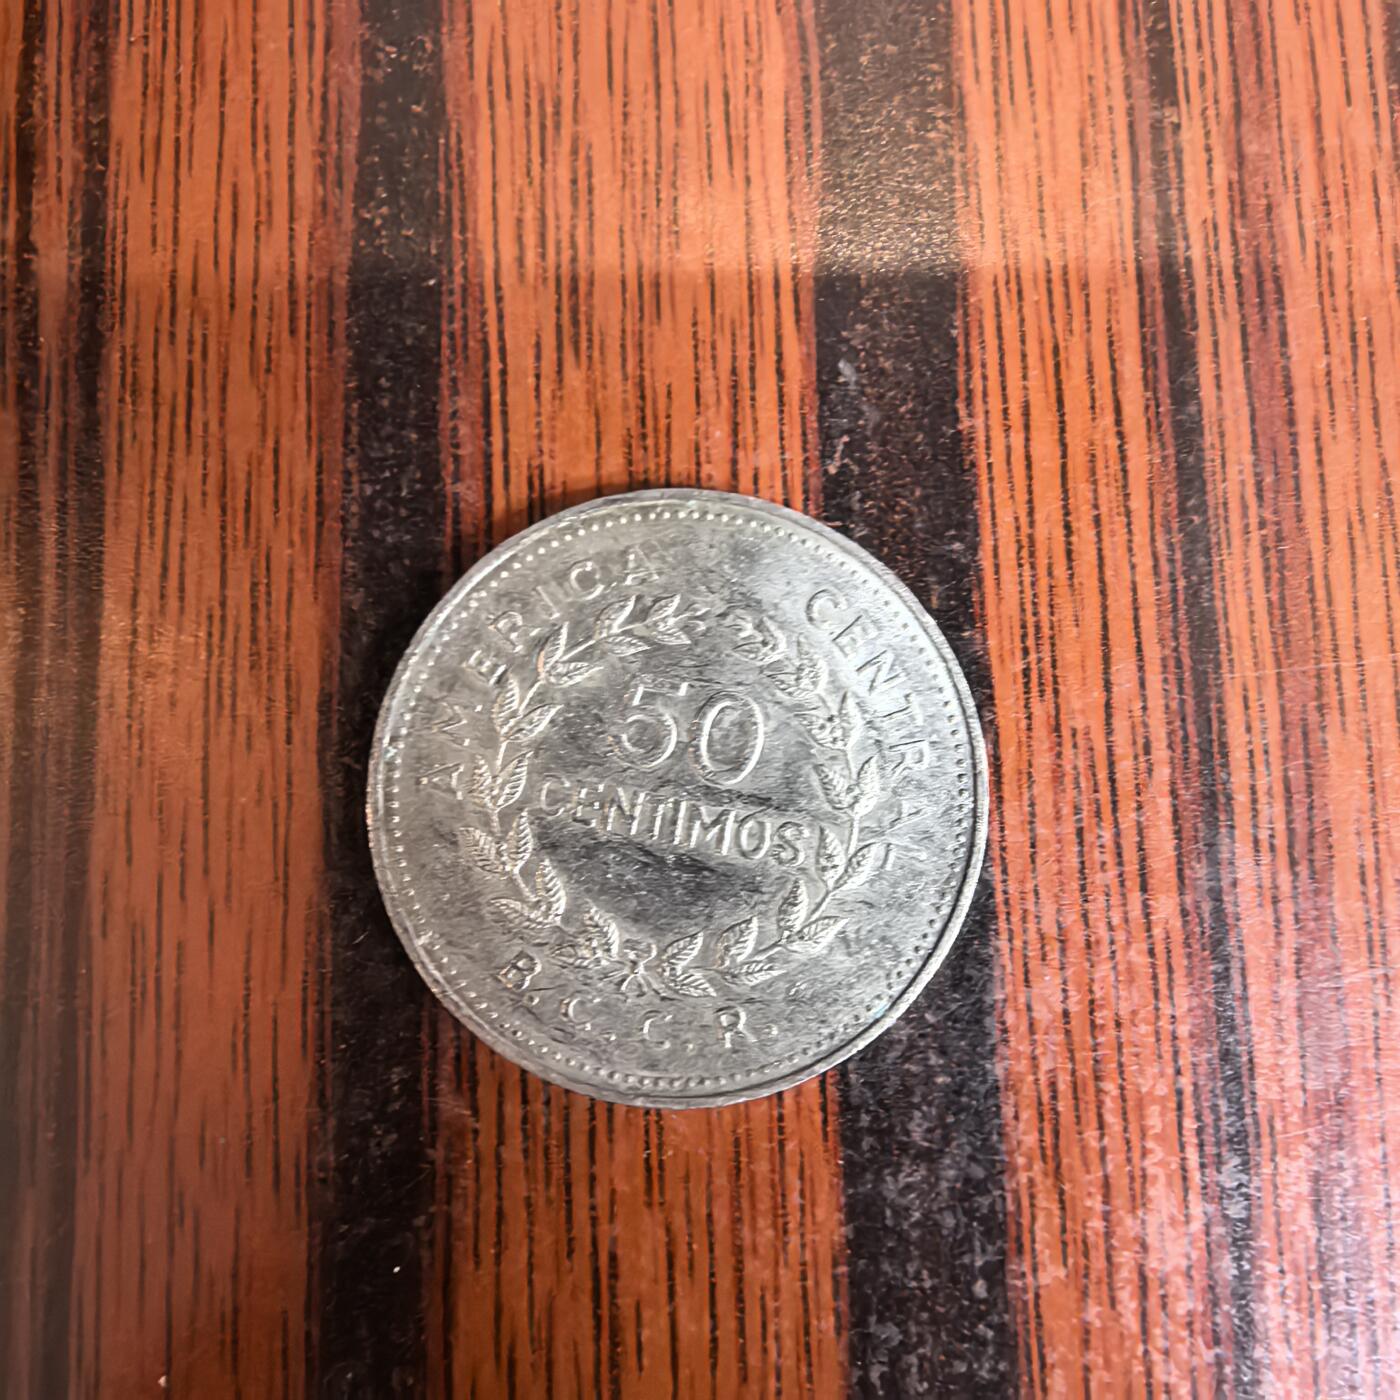 AMERICA CENTRAL
50
CENTIMOS
B.C.C.R.